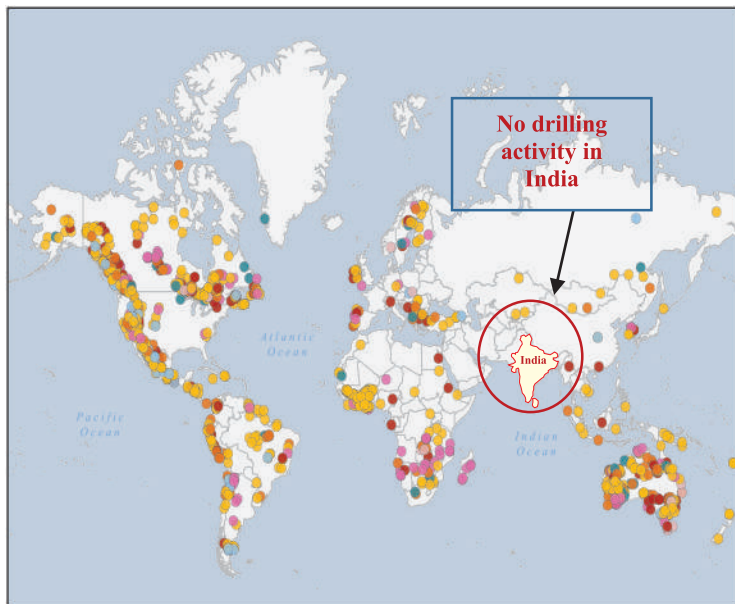 No drilling
activity in
India
Atlantic
Ocean
India
Pacific
Ocean
Indian
Ocean